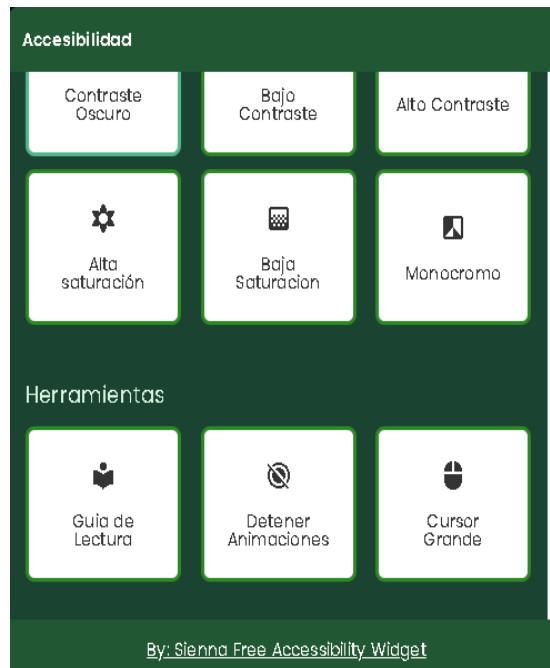 Accesibilidad
Contraste
Oscuro
Bajo
Contraste
Alto Contraste
Alta
saturación
Baja
Saturacion
Monocromo
Herramientas
Guia de
Lectura
Detener
Animaciones
Cursor
Grande
By: Sienna Free Accessibility Widget